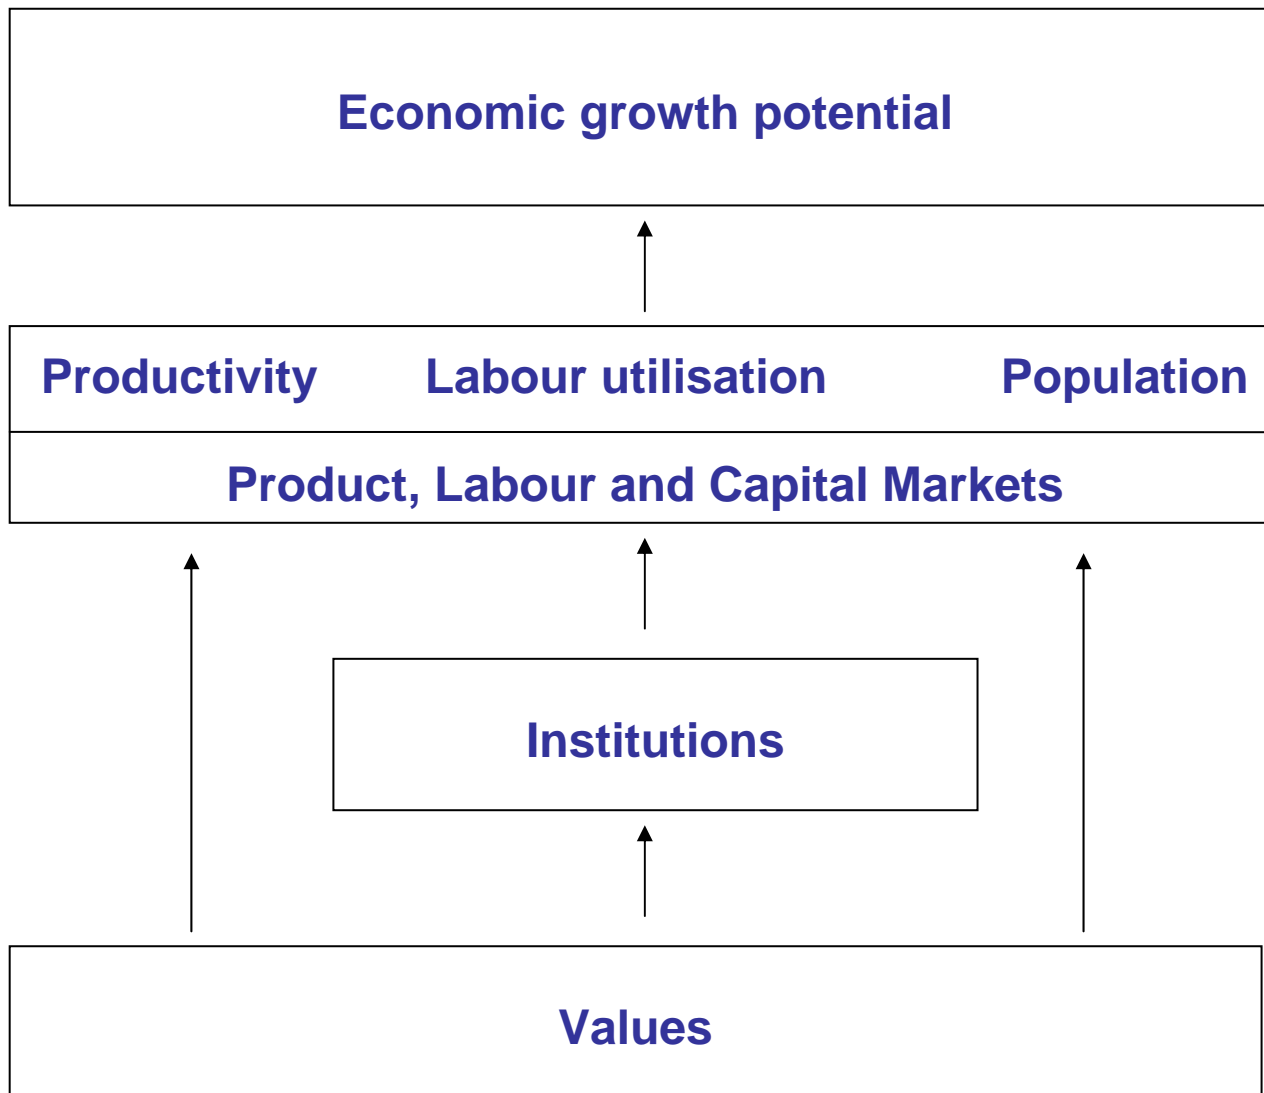 Economic growth potential
Productivity Labour utilisation Population
Product, Labour and Capital Markets
Institutions
Values